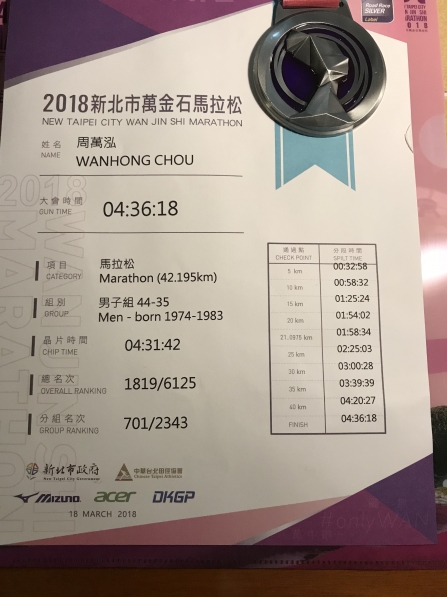 Road Race
SILVER
Label
2018新北市萬金石馬拉松
NEW TAIPEI CITY WAN JIN SHI MARATHON
姓名 周萬泓
NAME WANHONG CHOU
大會時間
GUN TIME 04:36:18
項目 馬拉松
CATEGORY Marathon (42.195km)
組別 男子組 44-35
GROUP Men - born 1974-1983
晶片時間
CHIP TIME 04:31:42
總名次
OVERALL RANKING 1819/6125
分組名次
GROUP RANKING 701/2343
通過點 分段時間
CHECK POINT SPILT TIME
5 km 00:32:58
10 km 00:58:32
15 km 01:25:24
20 km 01:54:02
21.0975 km 01:58:34
25 km 02:25:03
30 km 03:00:28
35 km 03:39:39
40 km 04:20:27
FINISH 04:36:18
新北市政府
New Taipei City Government
中華台北田徑協會
Chinese Taipei Athletics
MIZUNO acer DKGP
18 MARCH 2018
2018
MARATHON